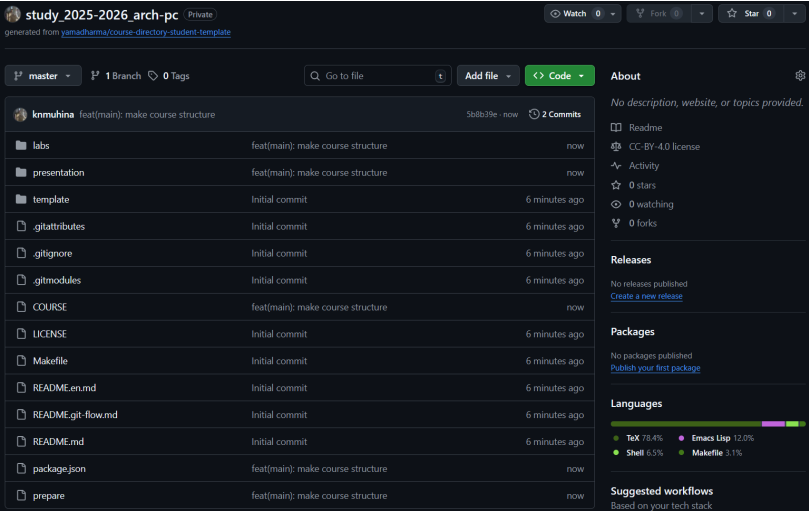 study_2025-2026_arch-pc Private
Watch 0 Fork 0 Star 0
generated from yamadharma/course-directory-student-template
master 1 Branch 0 Tags Go to file t Add file Code
knmuhina feat(main): make course structure 5b8b39e · now 2 Commits
labs feat(main): make course structure now
presentation feat(main): make course structure now
template Initial commit 6 minutes ago
.gitattributes Initial commit 6 minutes ago
.gitignore Initial commit 6 minutes ago
.gitmodules Initial commit 6 minutes ago
COURSE feat(main): make course structure now
LICENSE Initial commit 6 minutes ago
Makefile Initial commit 6 minutes ago
README.en.md Initial commit 6 minutes ago
README.git-flow.md Initial commit 6 minutes ago
README.md Initial commit 6 minutes ago
package.json feat(main): make course structure now
prepare feat(main): make course structure now
About
No description, website, or topics provided.
Readme
CC-BY-4.0 license
Activity
0 stars
0 watching
0 forks
Releases
No releases published
Create a new release
Packages
No packages published
Publish your first package
Languages
TeX 78.4% Emacs Lisp 12.0%
Shell 6.5% Makefile 3.1%
Suggested workflows
Based on your tech stack